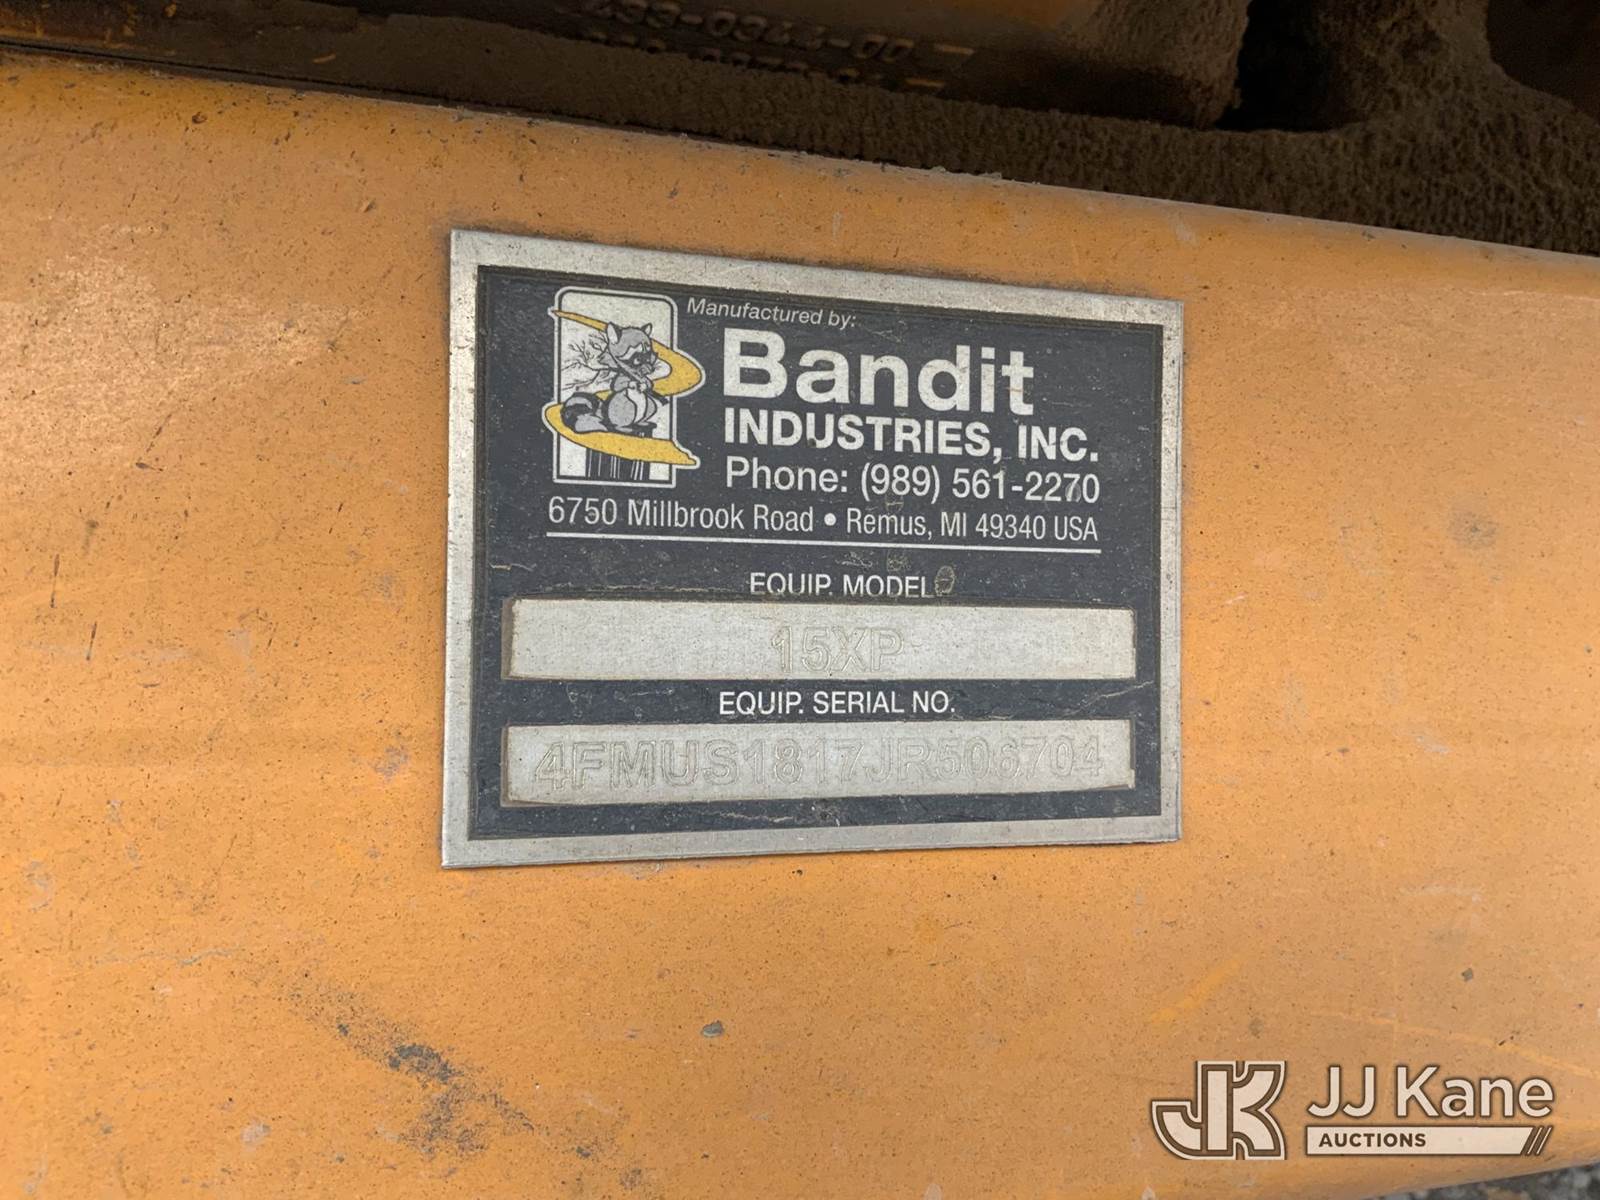 Manufactured by:
Bandit
INDUSTRIES, INC.
Phone: (989) 561-2270
6750 Millbrook Road • Remus, MI 49340 USA
EQUIP. MODEL
15XP
EQUIP. SERIAL NO.
4FMUS1817JR506704
JJ Kane
AUCTIONS